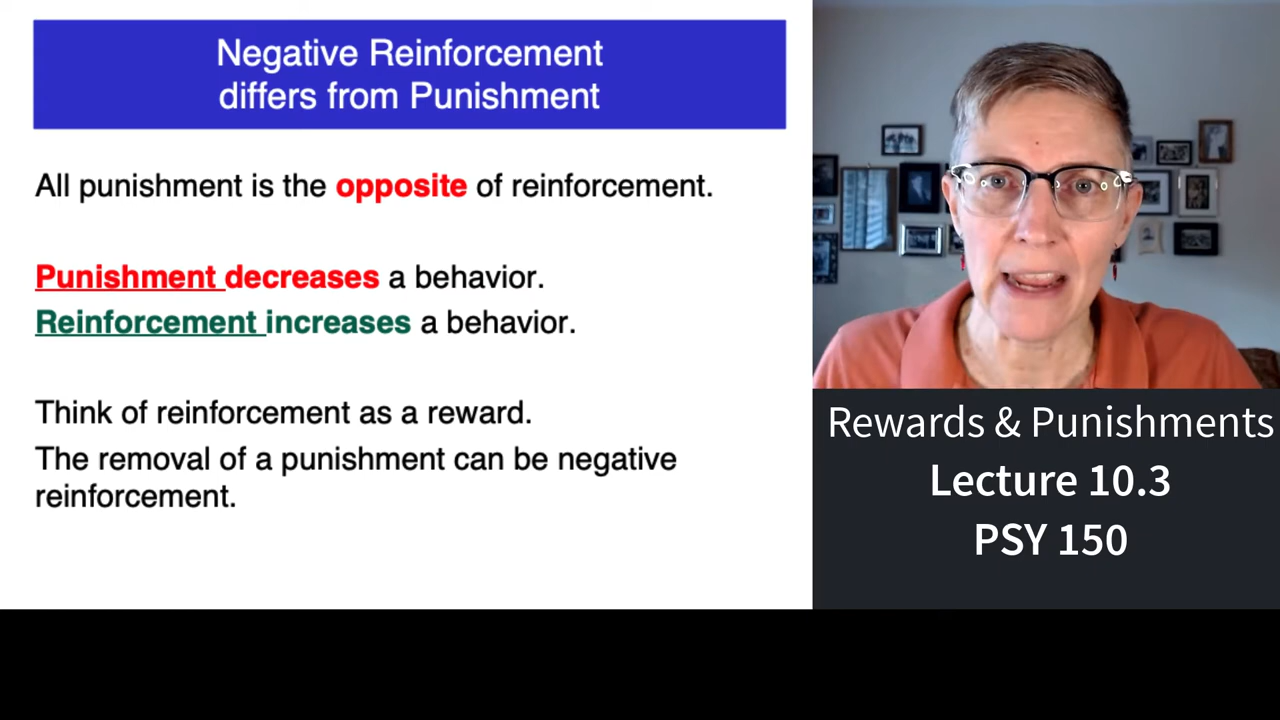 Negative Reinforcement
differs from Punishment
All punishment is the opposite of reinforcement.
Punishment decreases a behavior.
Reinforcement increases a behavior.
Think of reinforcement as a reward.
The removal of a punishment can be negative
reinforcement.
Rewards & Punishments
Lecture 10.3
PSY 150